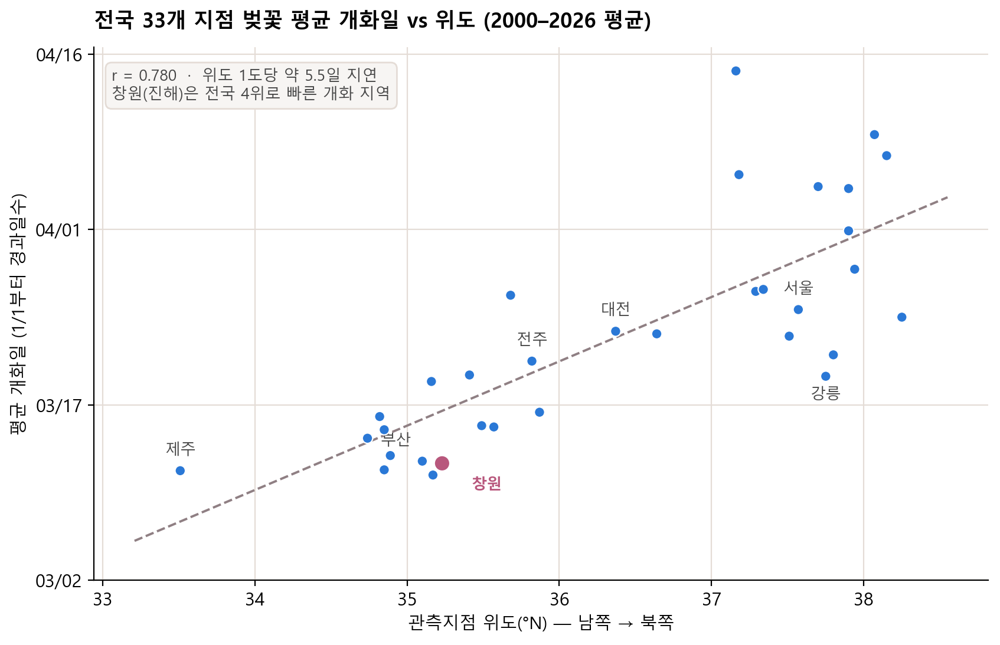 전국 33개 지점 벚꽃 평균 개화일 vs 위도 (2000–2026 평균)
04/16
04/01
03/17
03/02
평균 개화일 (1/1부터 경과일수)
r = 0.780 · 위도 1도당 약 5.5일 지연
창원(진해)은 전국 4위로 빠른 개화 지역
서울
대전
전주
강릉
부산
제주
창원
33 34 35 36 37 38
관측지점 위도(°N) — 남쪽 → 북쪽